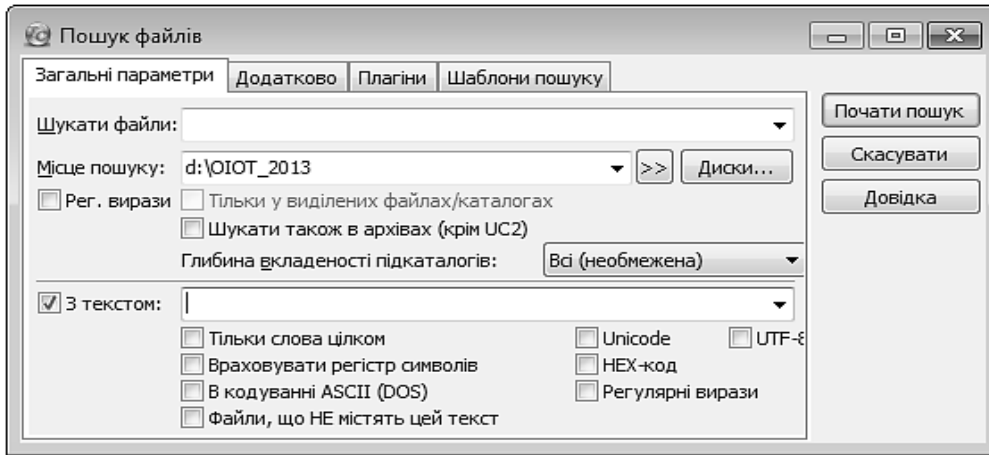 Пошук файлів
Загальні параметри Додатково Плагіни Шаблони пошуку
Шукати файли:
Почати пошук
Місце пошуку: d:\OIOT_2013 >> Диски...
Скасувати
Рег. вирази Тільки у виділених файлах/каталогах
Довідка
Шукати також в архівах (крім UC2)
Глибина вкладеності підкаталогів: Всі (необмежена)
З текстом:
Тільки слова цілком Unicode UTF-8
Враховувати регістр символів HEX-код
В кодуванні ASCII (DOS) Регулярні вирази
Файли, що НЕ містять цей текст